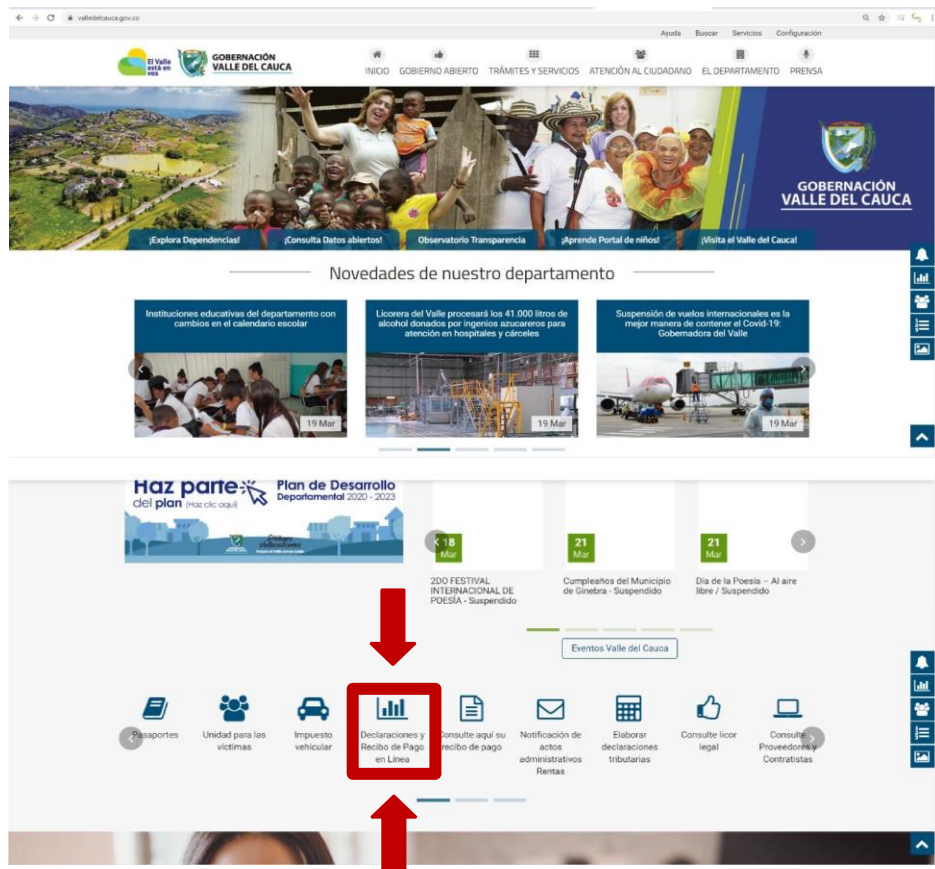 valledelcauca.gov.co
Ayuda Buscar Servicios Configuración
El Valle
está en
vos
GOBERNACIÓN
VALLE DEL CAUCA
INICIO GOBIERNO ABIERTO TRÁMITES Y SERVICIOS ATENCIÓN AL CIUDADANO EL DEPARTAMENTO PRENSA
GOBERNACIÓN
VALLE DEL CAUCA
¡Explora Dependencias! ¡Consulta Datos abiertos! Observatorio Transparencia ¡Aprende Portal de niños! ¡Visita el Valle del Cauca!
Novedades de nuestro departamento
Instituciones educativas del departamento con
cambios en el calendario escolar
19 Mar
Licorera del Valle procesará los 41.000 litros de
alcohol donados por ingenios azucareros para
atención en hospitales y cárceles
19 Mar
Suspensión de vuelos internacionales es la
mejor manera de contener el Covid-19:
Gobernadora del Valle
19 Mar
Haz parte
del plan (Haz clic aquí)
Plan de Desarrollo
Departamental 2020 - 2023
18
Mar
2DO FESTIVAL
INTERNACIONAL DE
POESÍA - Suspendido
21
Mar
Cumpleaños del Municipio
de Ginebra - Suspendido
21
Mar
Día de la Poesía – Al aire
libre / Suspendido
Eventos Valle del Cauca
Pasaportes
Unidad para las
víctimas
Impuesto
vehicular
Declaraciones y
Recibo de Pago
en Línea
Consulte aquí su
recibo de pago
Notificación de
actos
administrativos
Rentas
Elaborar
declaraciones
tributarias
Consulte licor
legal
Consulte
Proveedores y
Contratistas